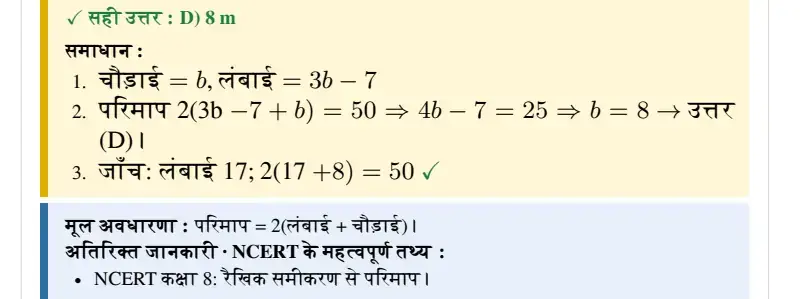 ✓ सही उत्तर : D) 8 m
समाधान :
1. चौड़ाई = b, लंबाई = 3b − 7
2. परिमाप 2(3b −7 + b) = 50 ⇒ 4b − 7 = 25 ⇒ b = 8 → उत्तर
(D) ।
3. जाँच: लंबाई 17; 2(17 +8) = 50 ✓
मूल अवधारणा : परिमाप = 2(लंबाई + चौड़ाई) ।
अतिरिक्त जानकारी · NCERT के महत्वपूर्ण तथ्य :
• NCERT कक्षा 8: रैखिक समीकरण से परिमाप ।